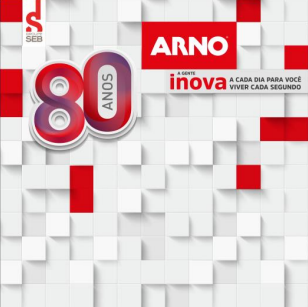 SEB
80
ANOS
ARNO
A GENTE
inova A CADA DIA PARA VOCÊ
VIVER CADA SEGUNDO